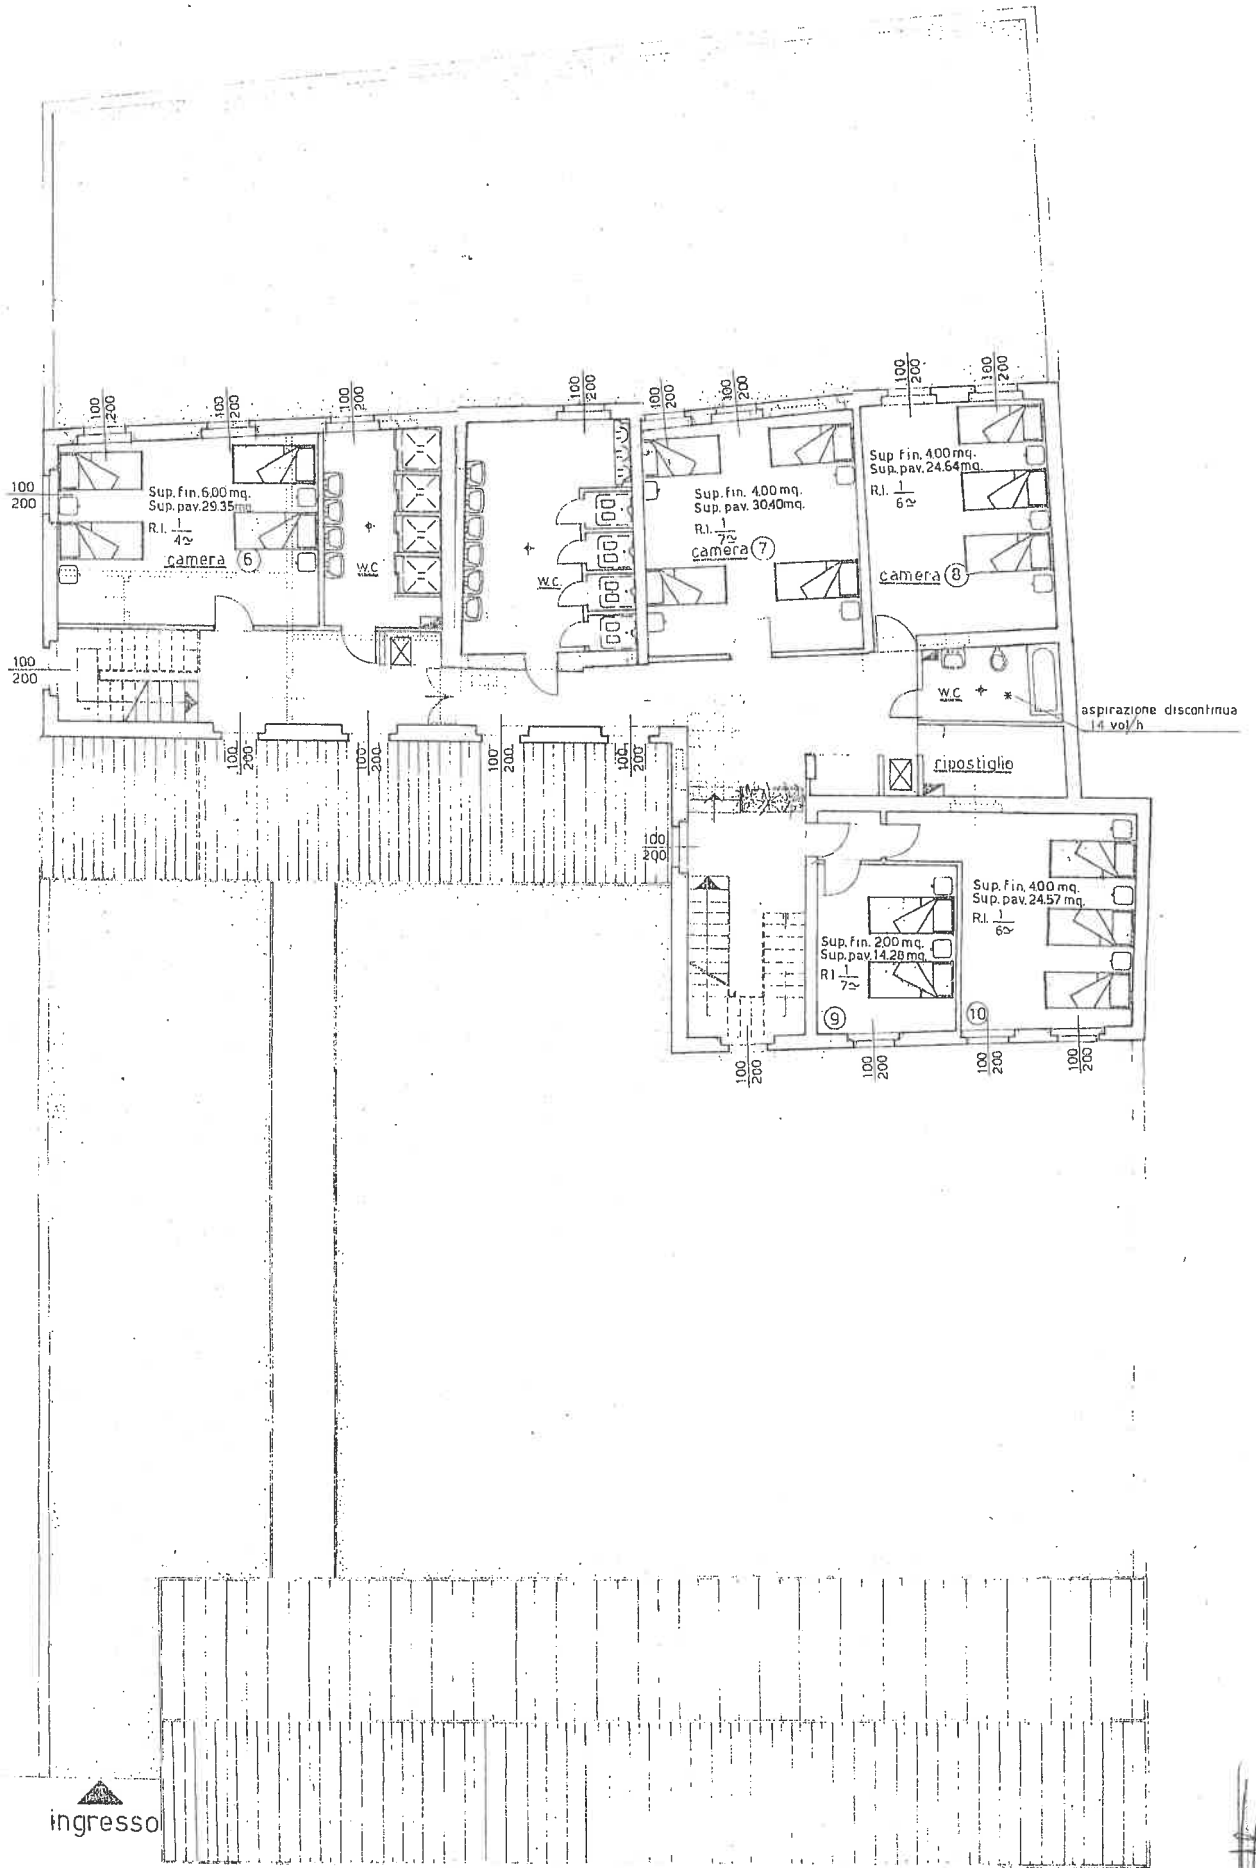 100
200
100
200
100
200
100
200
100
200
100
200
100
200
100
200
100
200
Sup.fin.6.00 mq.
Sup.pav.29.35 mq.
R.I. 1
4≃
camera 6
W.C
W.C.
Sup.fin. 4.00 mq.
Sup.pav. 30.40 mq.
R.I. 1
7≃
camera 7
Sup fin. 4.00 mq.
Sup.pav.24.64 mq.
R.I. 1
6≃
camera 8
100
200
W.C
*
aspirazione discontinua
14 vol/h
ripostiglio
100
200
100
200
100
200
100
200
100
200
Sup.fin. 2.00 mq.
Sup.pav.14.28 mq.
R.I 1
7≃
9
Sup.fin. 4.00 mq.
Sup.pav.24.57 mq.
R.I. 1
6≃
10
100
200
100
200
100
200
100
200
ingresso